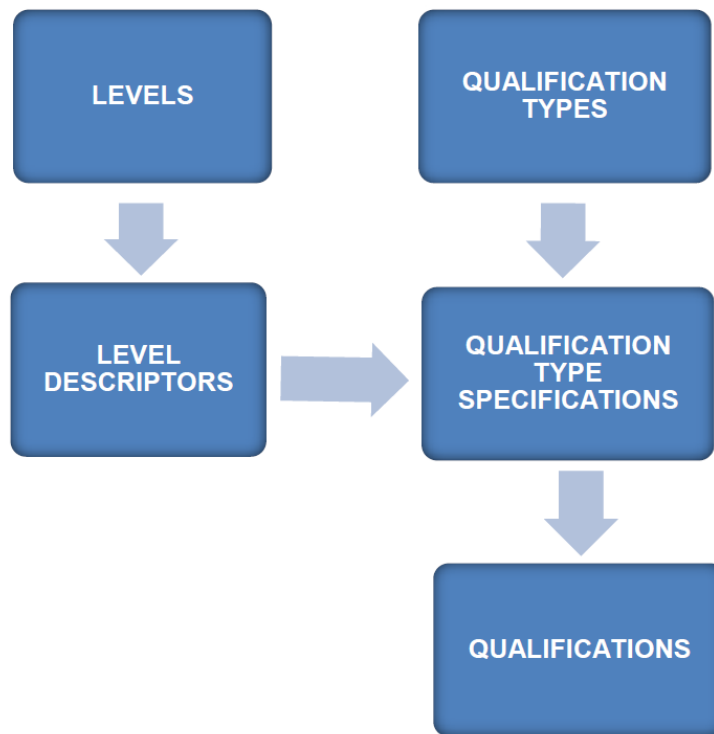 LEVELS
QUALIFICATION
TYPES
LEVEL
DESCRIPTORS
QUALIFICATION
TYPE
SPECIFICATIONS
QUALIFICATIONS